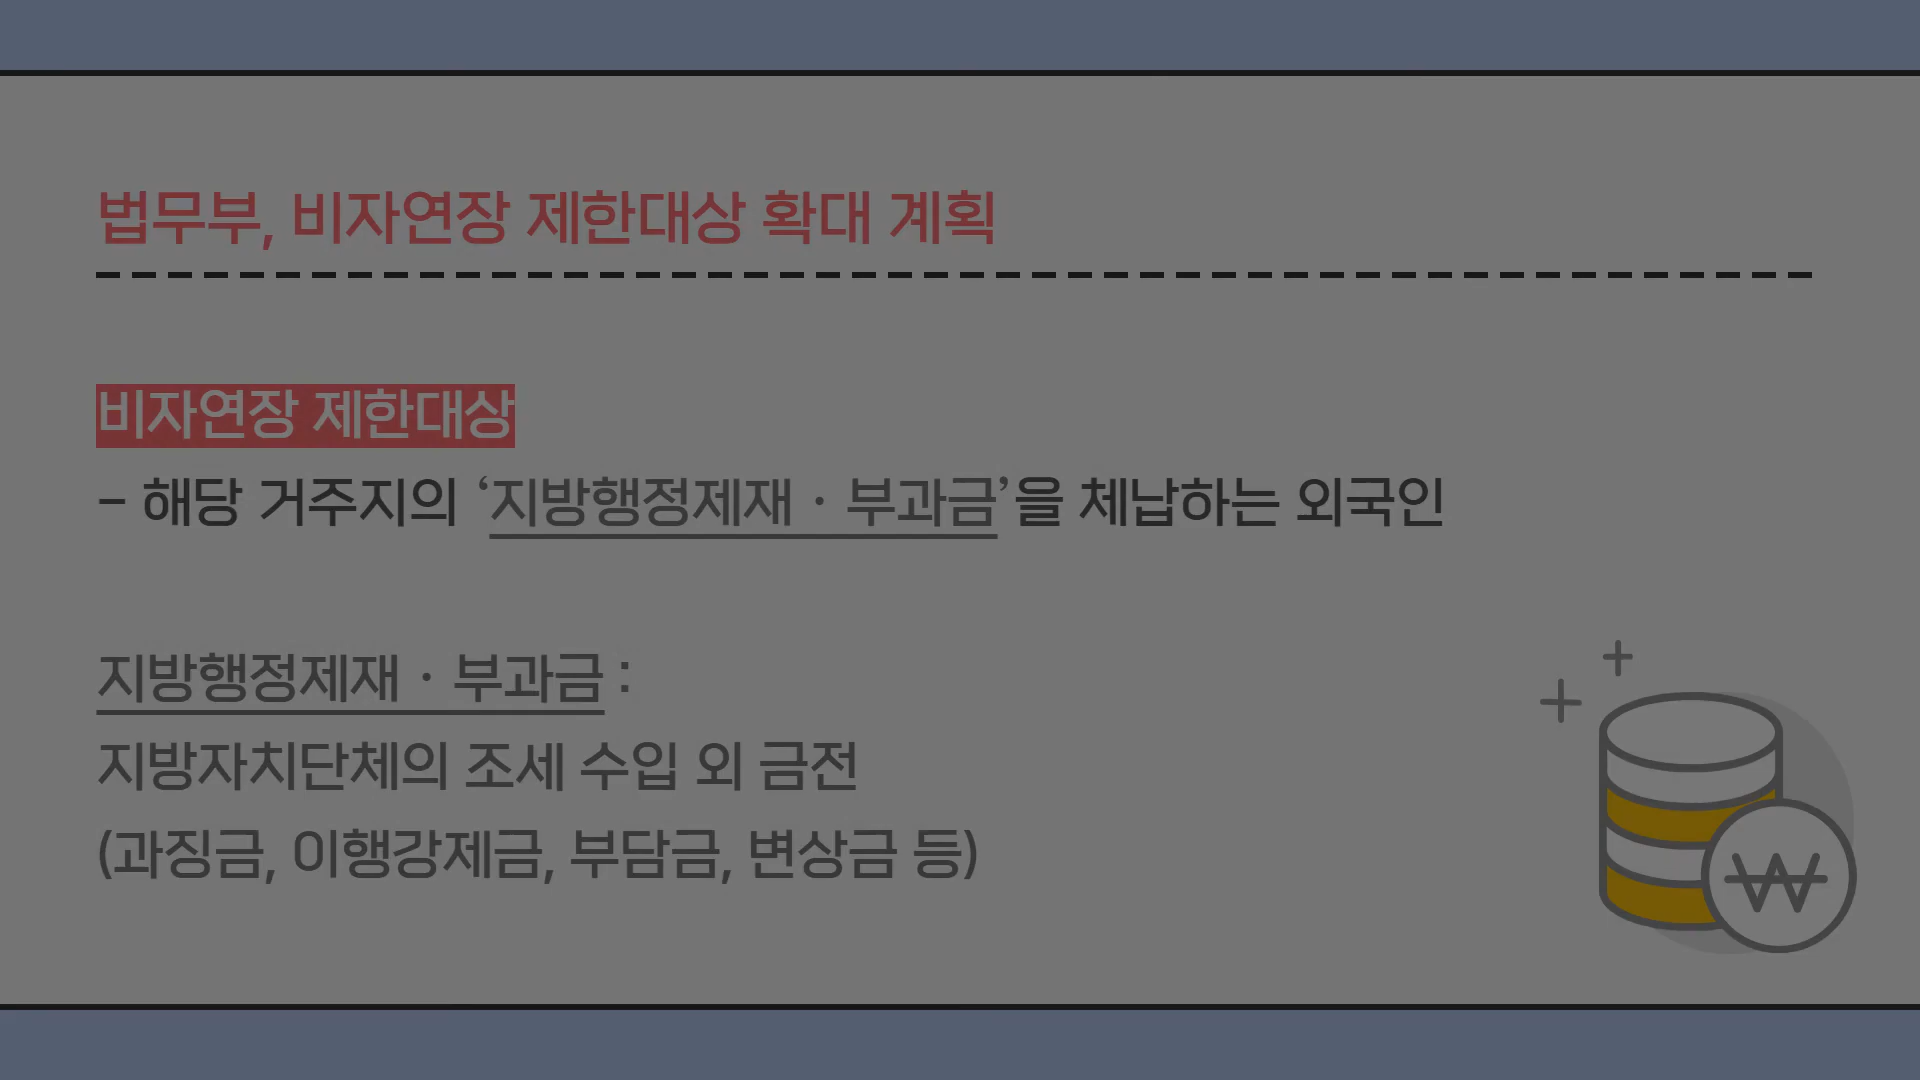 법무부, 비자연장 제한대상 확대 계획
비자연장 제한대상
– 해당 거주지의 ‘지방행정제재 · 부과금’을 체납하는 외국인
지방행정제재 · 부과금 :
지방자치단체의 조세 수입 외 금전
(과징금, 이행강제금, 부담금, 변상금 등)
₩